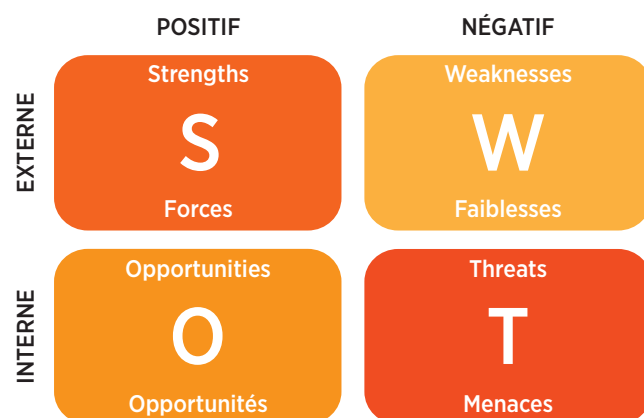 POSITIF
NÉGATIF
EXTERNE
Strengths
S
Forces
Weaknesses
W
Faiblesses
INTERNE
Opportunities
O
Opportunités
Threats
T
Menaces